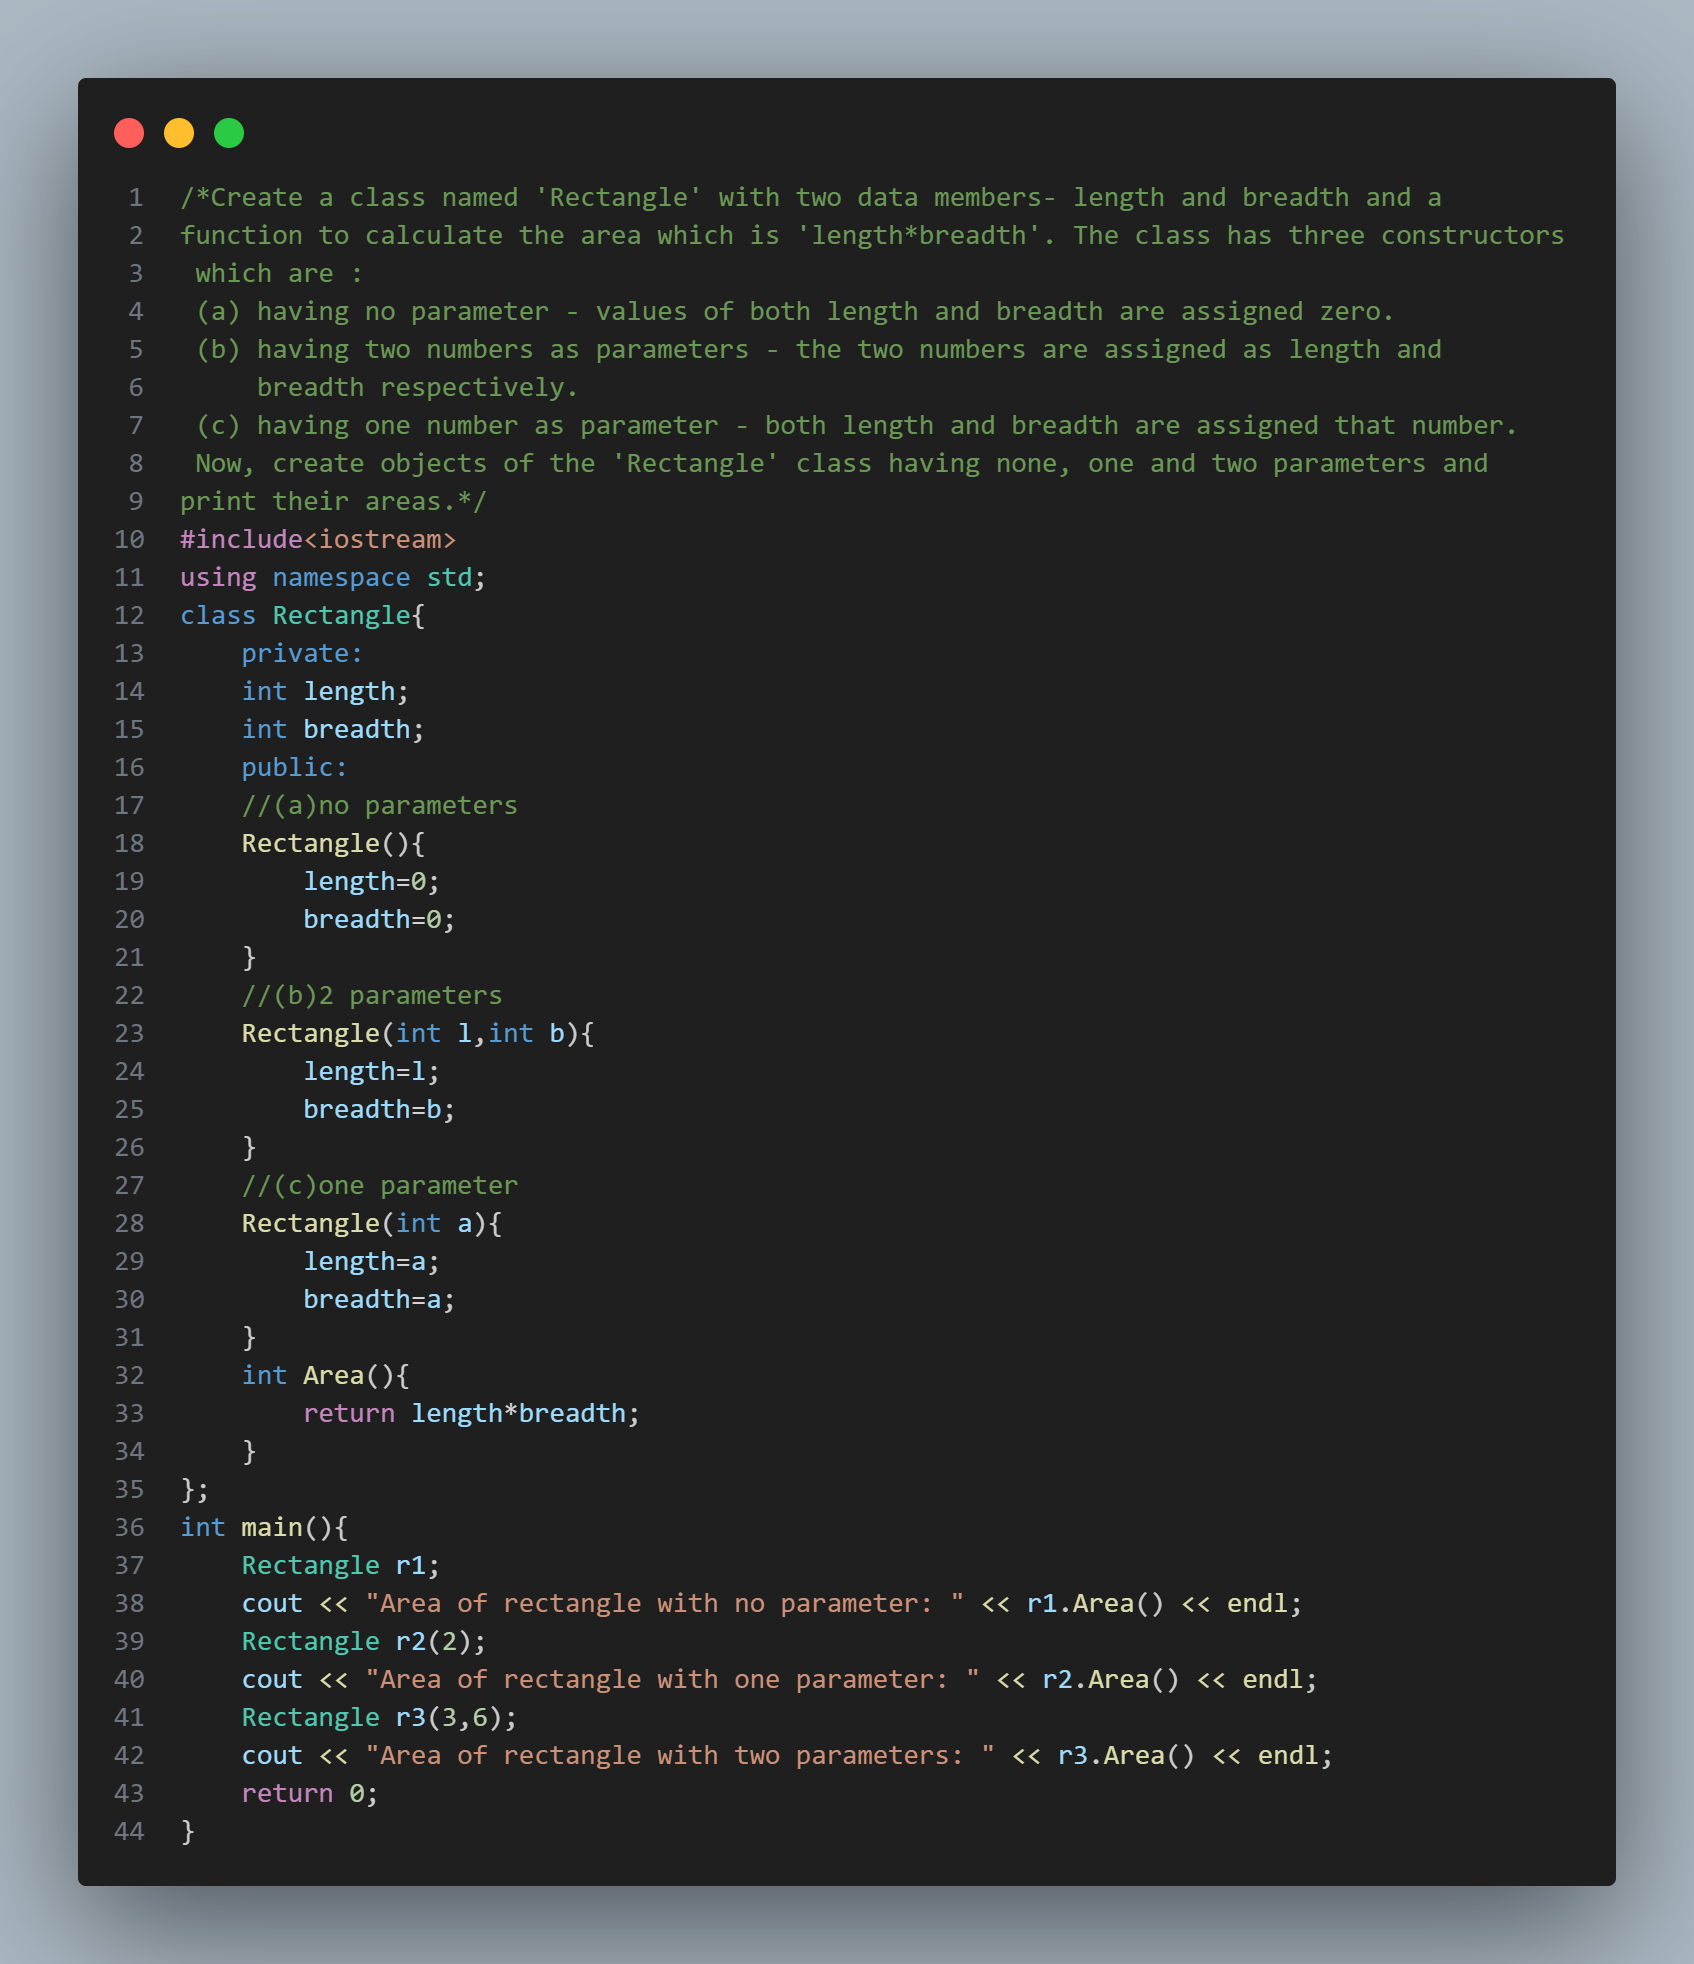 1 /*Create a class named 'Rectangle' with two data members- length and breadth and a
2 function to calculate the area which is 'length*breadth'. The class has three constructors
3  which are :
4  (a) having no parameter - values of both length and breadth are assigned zero.
5  (b) having two numbers as parameters - the two numbers are assigned as length and
6      breadth respectively.
7  (c) having one number as parameter - both length and breadth are assigned that number.
8  Now, create objects of the 'Rectangle' class having none, one and two parameters and
9 print their areas.*/
10 #include<iostream>
11 using namespace std;
12 class Rectangle{
13     private:
14     int length;
15     int breadth;
16     public:
17     //(a)no parameters
18     Rectangle(){
19         length=0;
20         breadth=0;
21     }
22     //(b)2 parameters
23     Rectangle(int l,int b){
24         length=l;
25         breadth=b;
26     }
27     //(c)one parameter
28     Rectangle(int a){
29         length=a;
30         breadth=a;
31     }
32     int Area(){
33         return length*breadth;
34     }
35 };
36 int main(){
37     Rectangle r1;
38     cout << "Area of rectangle with no parameter: " << r1.Area() << endl;
39     Rectangle r2(2);
40     cout << "Area of rectangle with one parameter: " << r2.Area() << endl;
41     Rectangle r3(3,6);
42     cout << "Area of rectangle with two parameters: " << r3.Area() << endl;
43     return 0;
44 }